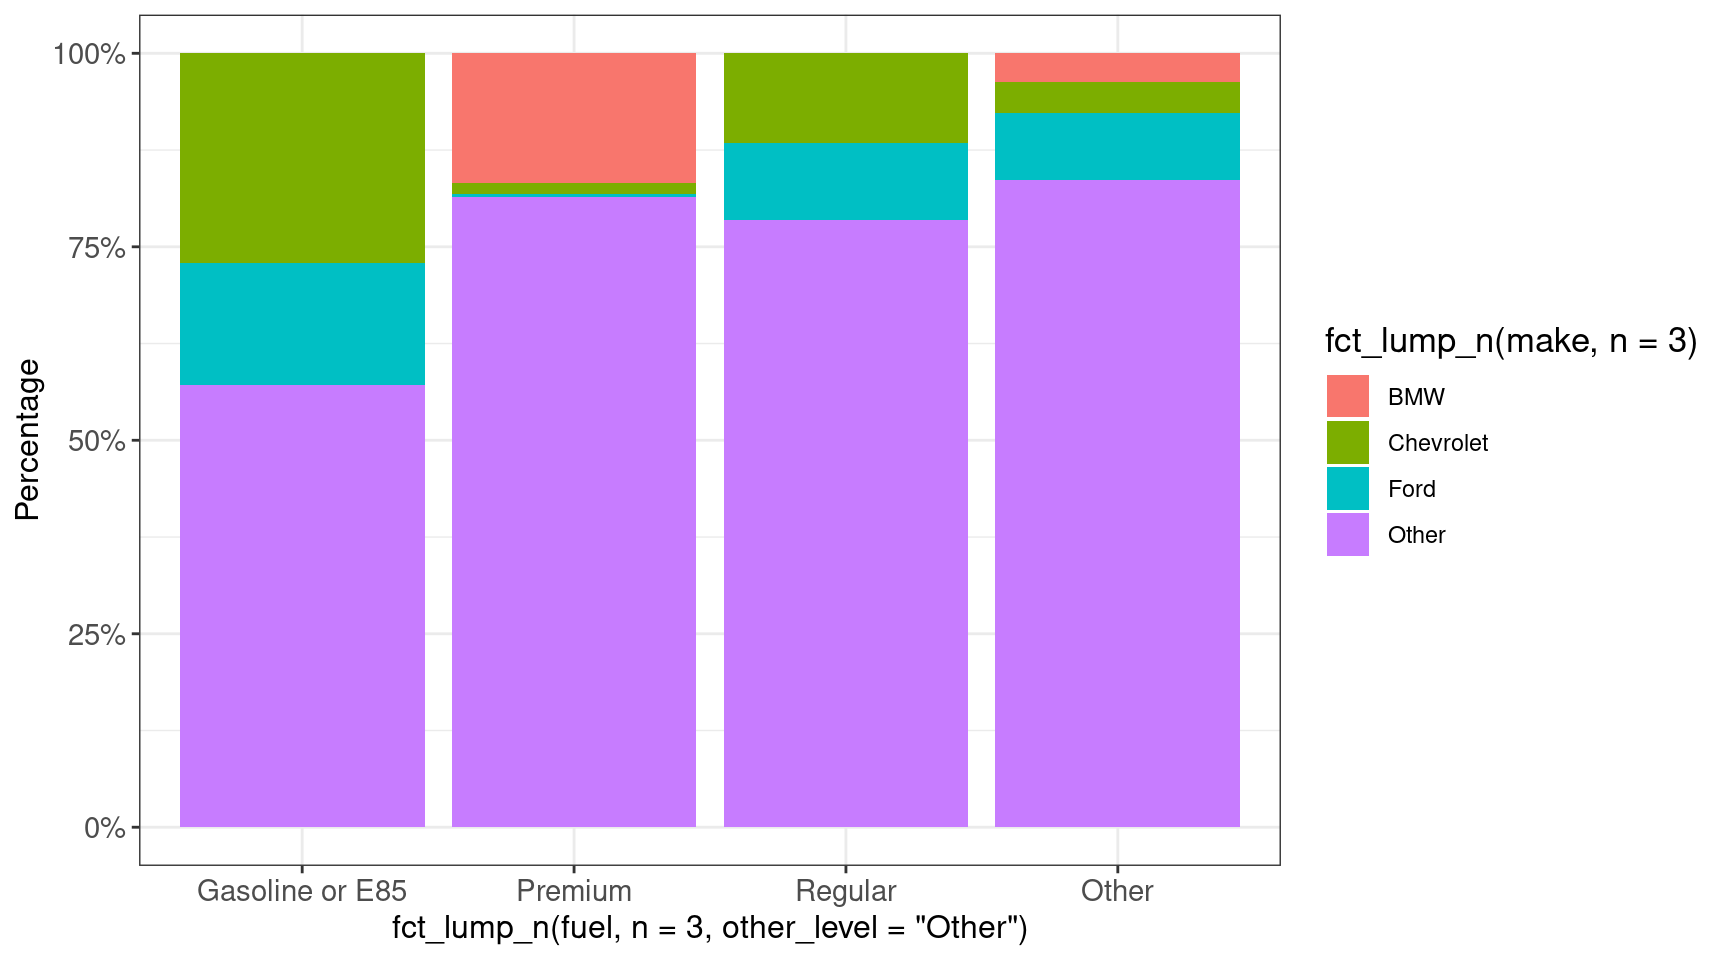 100%
75%
50%
25%
0%
Percentage
Gasoline or E85
Premium
Regular
Other
fct_lump_n(fuel, n = 3, other_level = "Other")
fct_lump_n(make, n = 3)
BMW
Chevrolet
Ford
Other